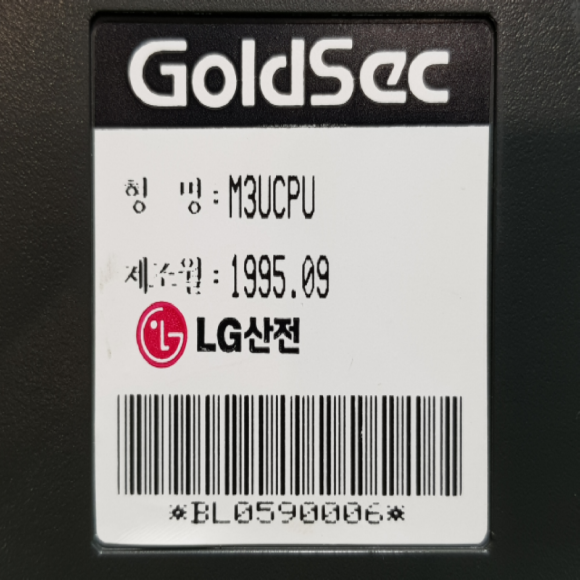 GoldSec
형 명 : M3UCPU
제조월 : 1995.09
LG산전
*BL0590006*